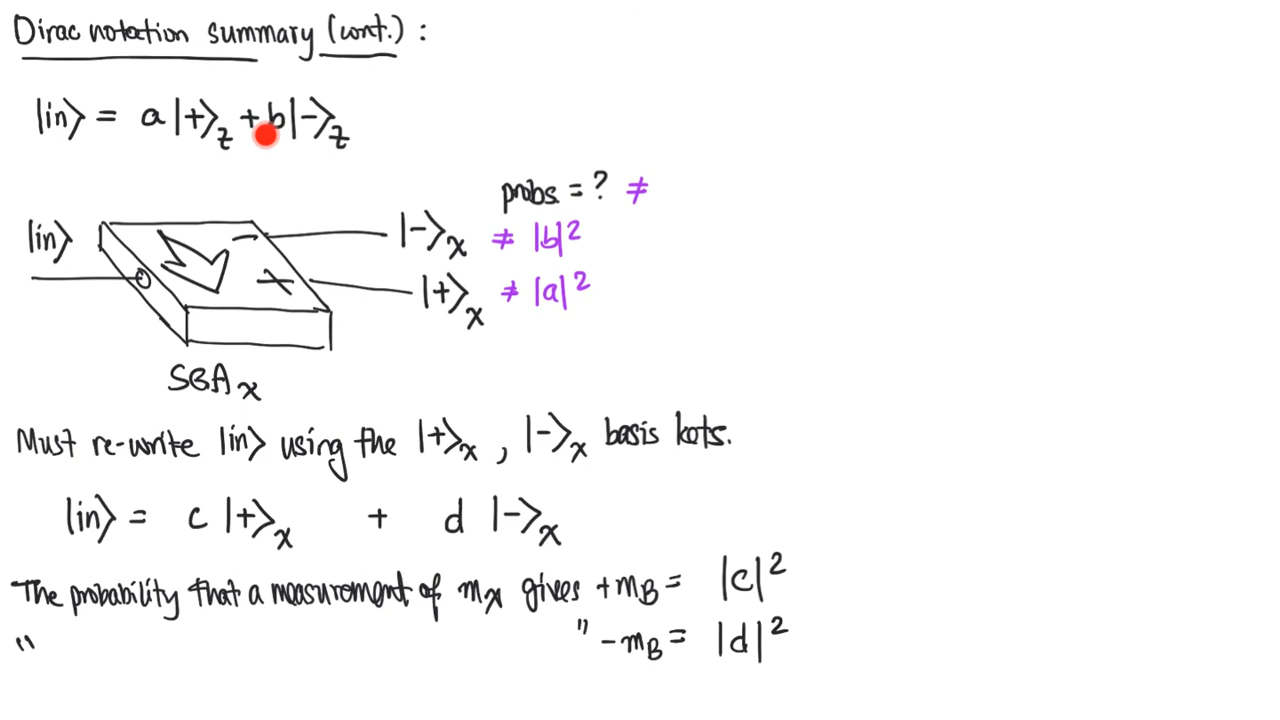 Dirac notation summary (cont.) :
|in⟩ = a |+⟩z + b|-⟩z
probs = ? ≠
|in⟩ - |-⟩x ≠ |b|²
+ |+⟩x ≠ |a|²
SGAx
Must re-write |in⟩ using the |+⟩x , |-⟩x basis kets.
|in⟩ = c |+⟩x + d |-⟩x
The probability that a measurement of mx gives +mB = |c|²
" " -mB = |d|²